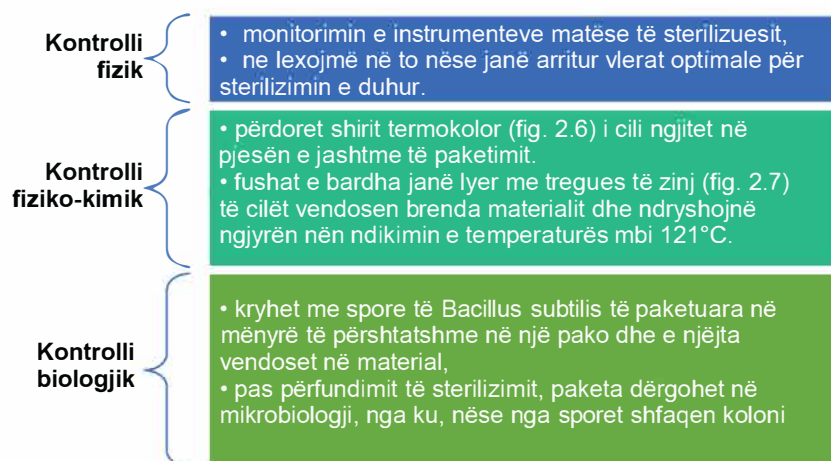 Kontrolli
fizik
• monitorimin e instrumenteve matëse të sterilizuesit,
• ne lexojmë në to nëse janë arritur vlerat optimale për
sterilizimin e duhur.
Kontrolli
fiziko-kimik
• përdoret shirit termokolor (fig. 2.6) i cili ngjitet në
pjesën e jashtme të paketimit.
• fushat e bardha janë lyer me tregues të zinj (fig. 2.7)
të cilët vendosen brenda materialit dhe ndryshojnë
ngjyrën nën ndikimin e temperaturës mbi 121°C.
Kontrolli
biologjik
• kryhet me spore të Bacillus subtilis të paketuara në
mënyrë të përshtatshme në një pako dhe e njëjta
vendoset në material,
• pas përfundimit të sterilizimit, paketa dërgohet në
mikrobiologji, nga ku, nëse nga sporet shfaqen koloni